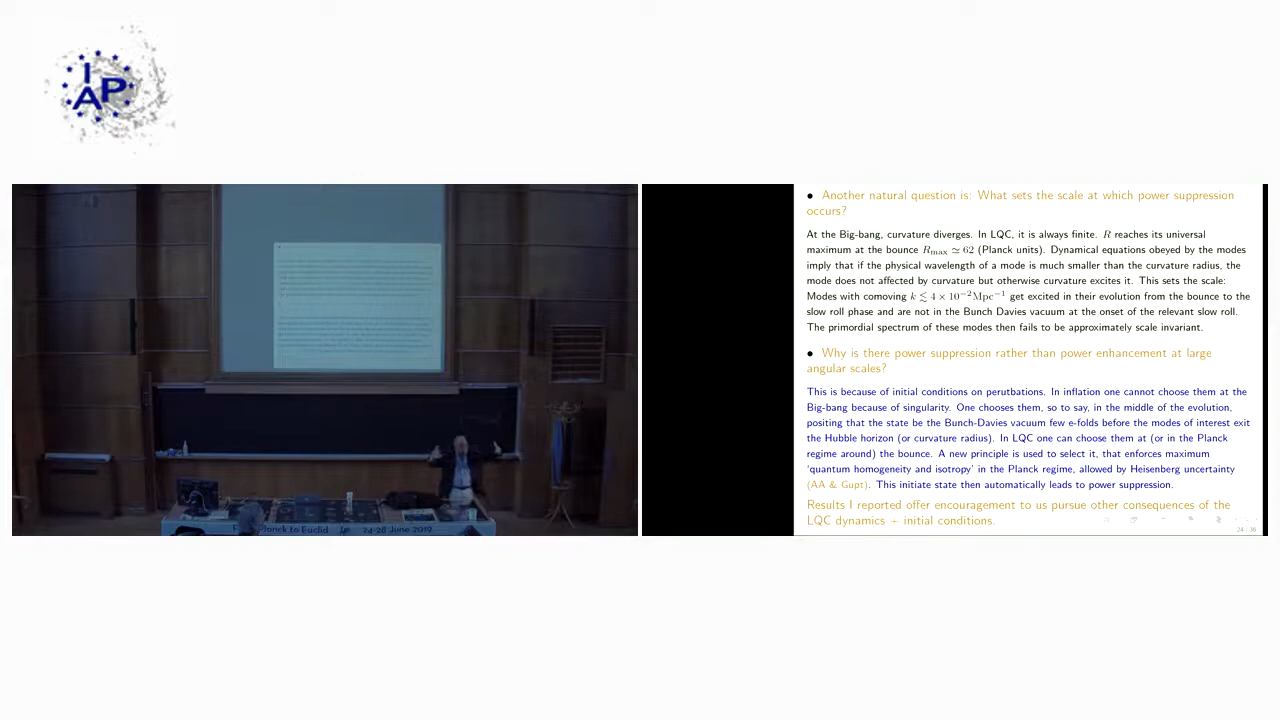 I
A P
• Another natural question is: What sets the scale at which power suppression
occurs?
At the Big-bang, curvature diverges. In LQC, it is always finite. R reaches its universal
maximum at the bounce R_max ≃ 62 (Planck units). Dynamical equations obeyed by the modes
imply that if the physical wavelength of a mode is much smaller than the curvature radius, the
mode does not affected by curvature but otherwise curvature excites it. This sets the scale:
Modes with comoving k ≲ 4 × 10⁻² Mpc⁻¹ get excited in their evolution from the bounce to the
slow roll phase and are not in the Bunch Davies vacuum at the onset of the relevant slow roll.
The primordial spectrum of these modes then fails to be approximately scale invariant.
• Why is there power suppression rather than power enhancement at large
angular scales?
This is because of initial conditions on perutbations. In inflation one cannot choose them at the
Big-bang because of singularity. One chooses them, so to say, in the middle of the evolution,
positing that the state be the Bunch-Davies vacuum few e-folds before the modes of interest exit
the Hubble horizon (or curvature radius). In LQC one can choose them at (or in the Planck
regime around) the bounce. A new principle is used to select it, that enforces maximum
'quantum homogeneity and isotropy' in the Planck regime, allowed by Heisenberg uncertainty
(AA & Gupt). This initiate state then automatically leads to power suppression.
Results I reported offer encouragement to us pursue other consequences of the
LQC dynamics + initial conditions.
24 / 36
Planck to Euclid 24-28 June 2019